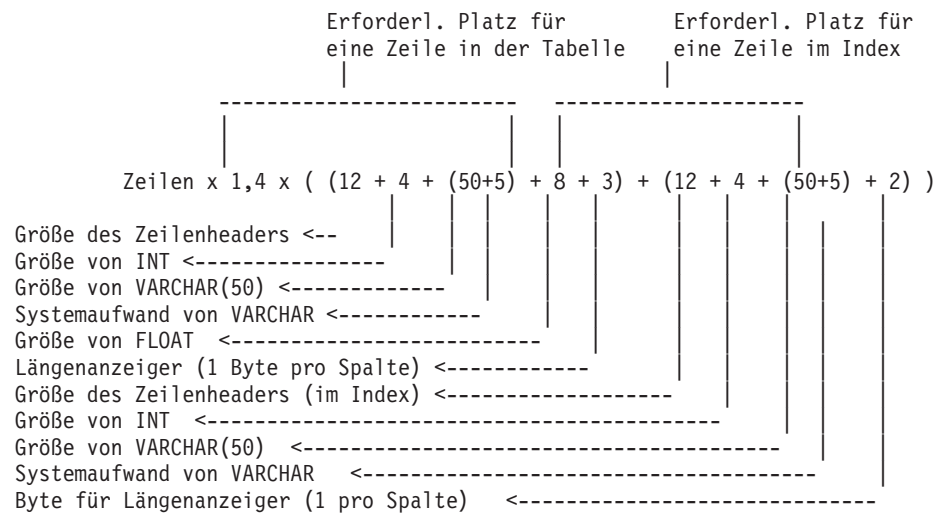 Erforderl. Platz für Erforderl. Platz für
eine Zeile in der Tabelle eine Zeile im Index
Zeilen x 1,4 x ( (12 + 4 + (50+5) + 8 + 3) + (12 + 4 + (50+5) + 2) )
Größe des Zeilenheaders <--
Größe von INT <----------------
Größe von VARCHAR(50) <-------------
Systemaufwand von VARCHAR <------------
Größe von FLOAT <--------------------------
Längenanzeiger (1 Byte pro Spalte) <------------
Größe des Zeilenheaders (im Index) <-------------------
Größe von INT <-------------------------------------------
Größe von VARCHAR(50) <----------------------------------------
Systemaufwand von VARCHAR <--------------------------------------
Byte für Längenanzeiger (1 pro Spalte) <------------------------------